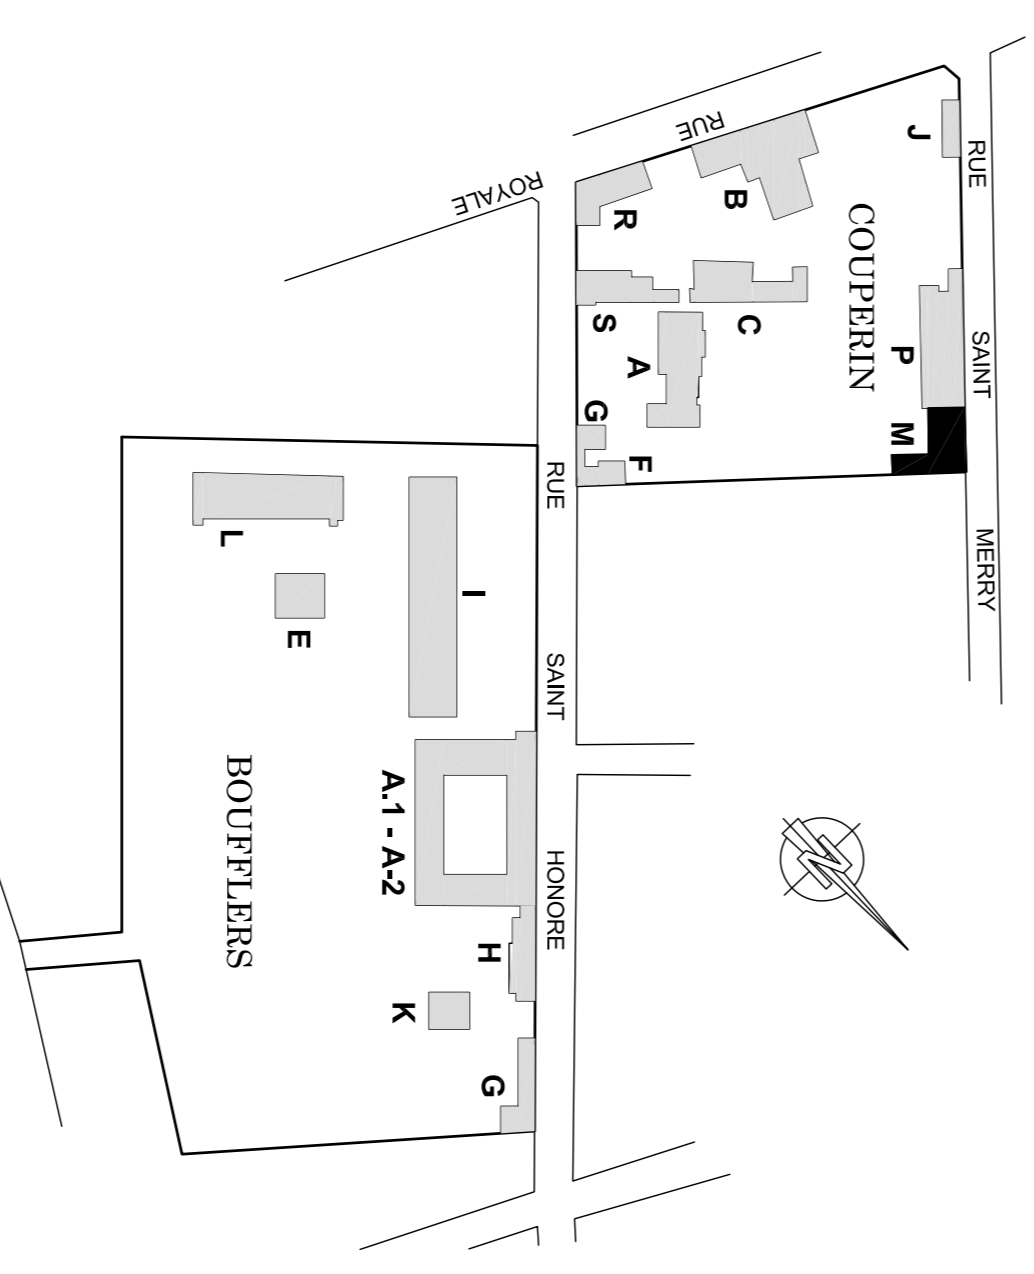 RUE
ROYALE
RUE
SAINT
MERRY
COUPERIN
J
B
R
P
C
S
A
M
G
F
RUE
SAINT
HONORE
BOUFFLERS
L
E
I
A.1 - A-2
H
K
G
N